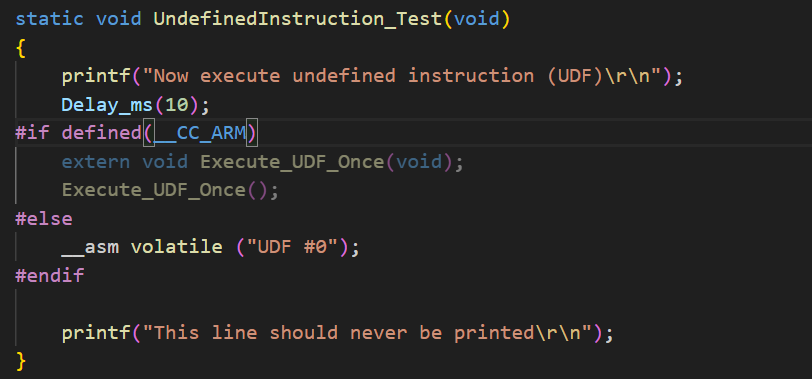 static void UndefinedInstruction_Test(void)
{
    printf("Now execute undefined instruction (UDF)\r\n");
    Delay_ms(10);
#if defined(__CC_ARM)
    extern void Execute_UDF_Once(void);
    Execute_UDF_Once();
#else
    __asm volatile ("UDF #0");
#endif

    printf("This line should never be printed\r\n");
}